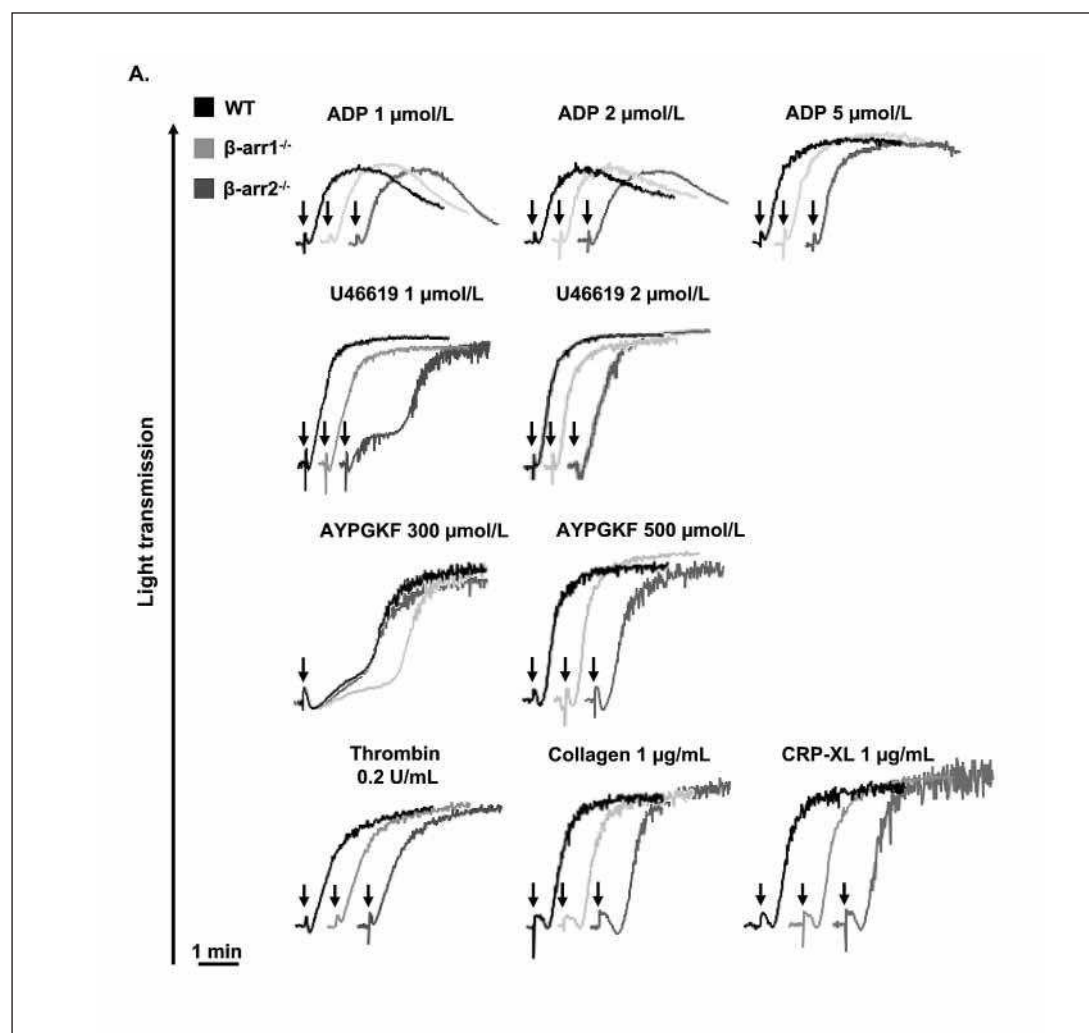 A.
WT
β-arr1-/-
β-arr2-/-
ADP 1 µmol/L
ADP 2 µmol/L
ADP 5 µmol/L
U46619 1 µmol/L
U46619 2 µmol/L
AYPGKF 300 µmol/L
AYPGKF 500 µmol/L
Thrombin
0.2 U/mL
Collagen 1 µg/mL
CRP-XL 1 µg/mL
Light transmission
1 min